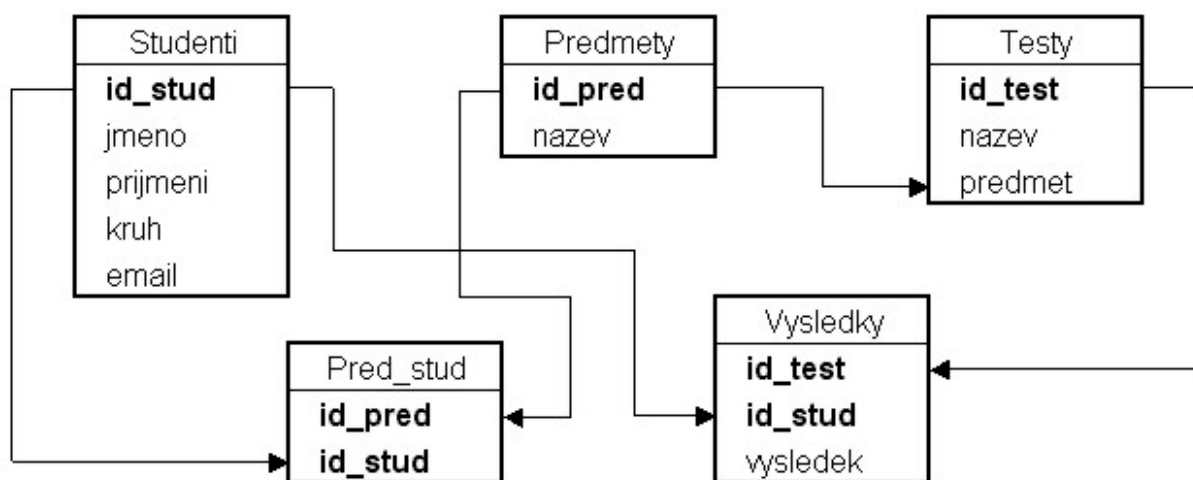 Studenti
id_stud
jmeno
prijmeni
kruh
email
Predmety
id_pred
nazev
Testy
id_test
nazev
predmet
Pred_stud
id_pred
id_stud
Vysledky
id_test
id_stud
vysledek